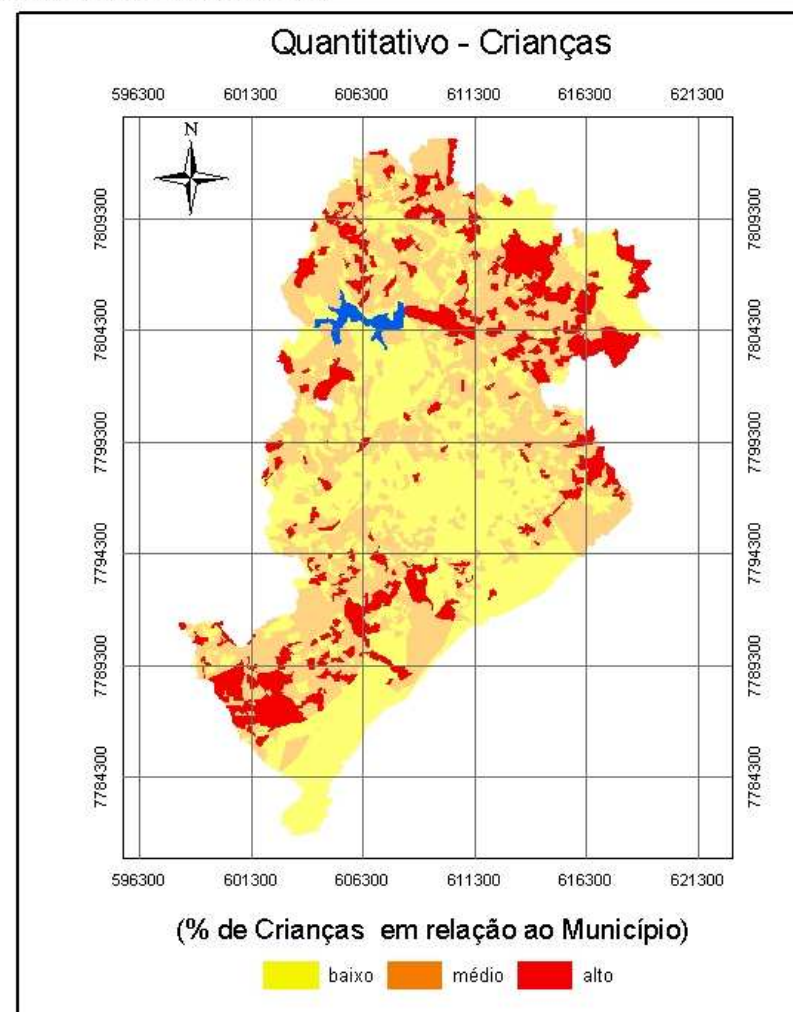 Quantitativo - Crianças
596300 601300 606300 611300 616300 621300
N
7809300 7809300
7804300 7804300
7799300 7799300
7794300 7794300
7789300 7789300
7784300 7784300
596300 601300 606300 611300 616300 621300
(% de Crianças em relação ao Município)
baixo médio alto